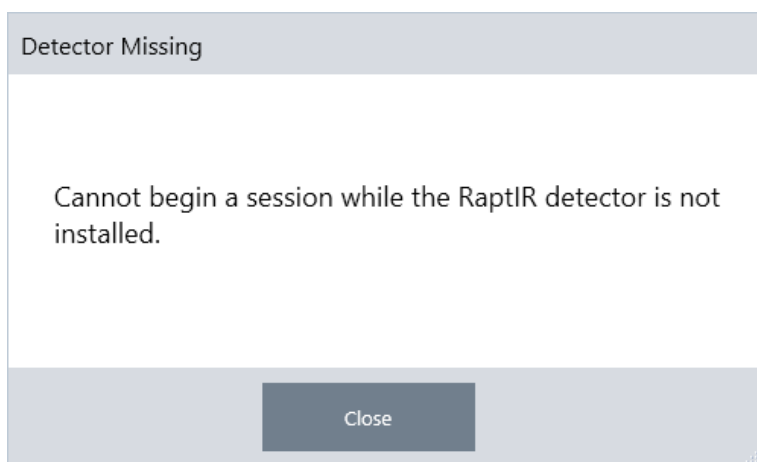 Detector Missing
Cannot begin a session while the RaptIR detector is not
installed.
Close